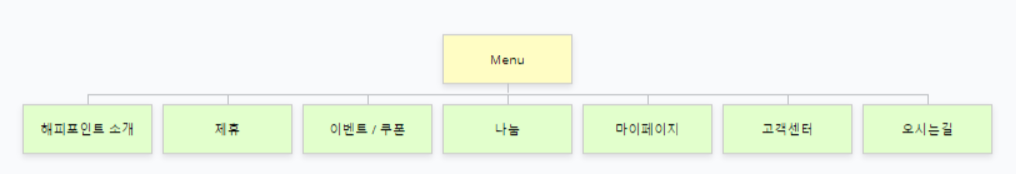 Menu
해피포인트 소개
제휴
이벤트 / 쿠폰
나눔
마이페이지
고객센터
오시는길